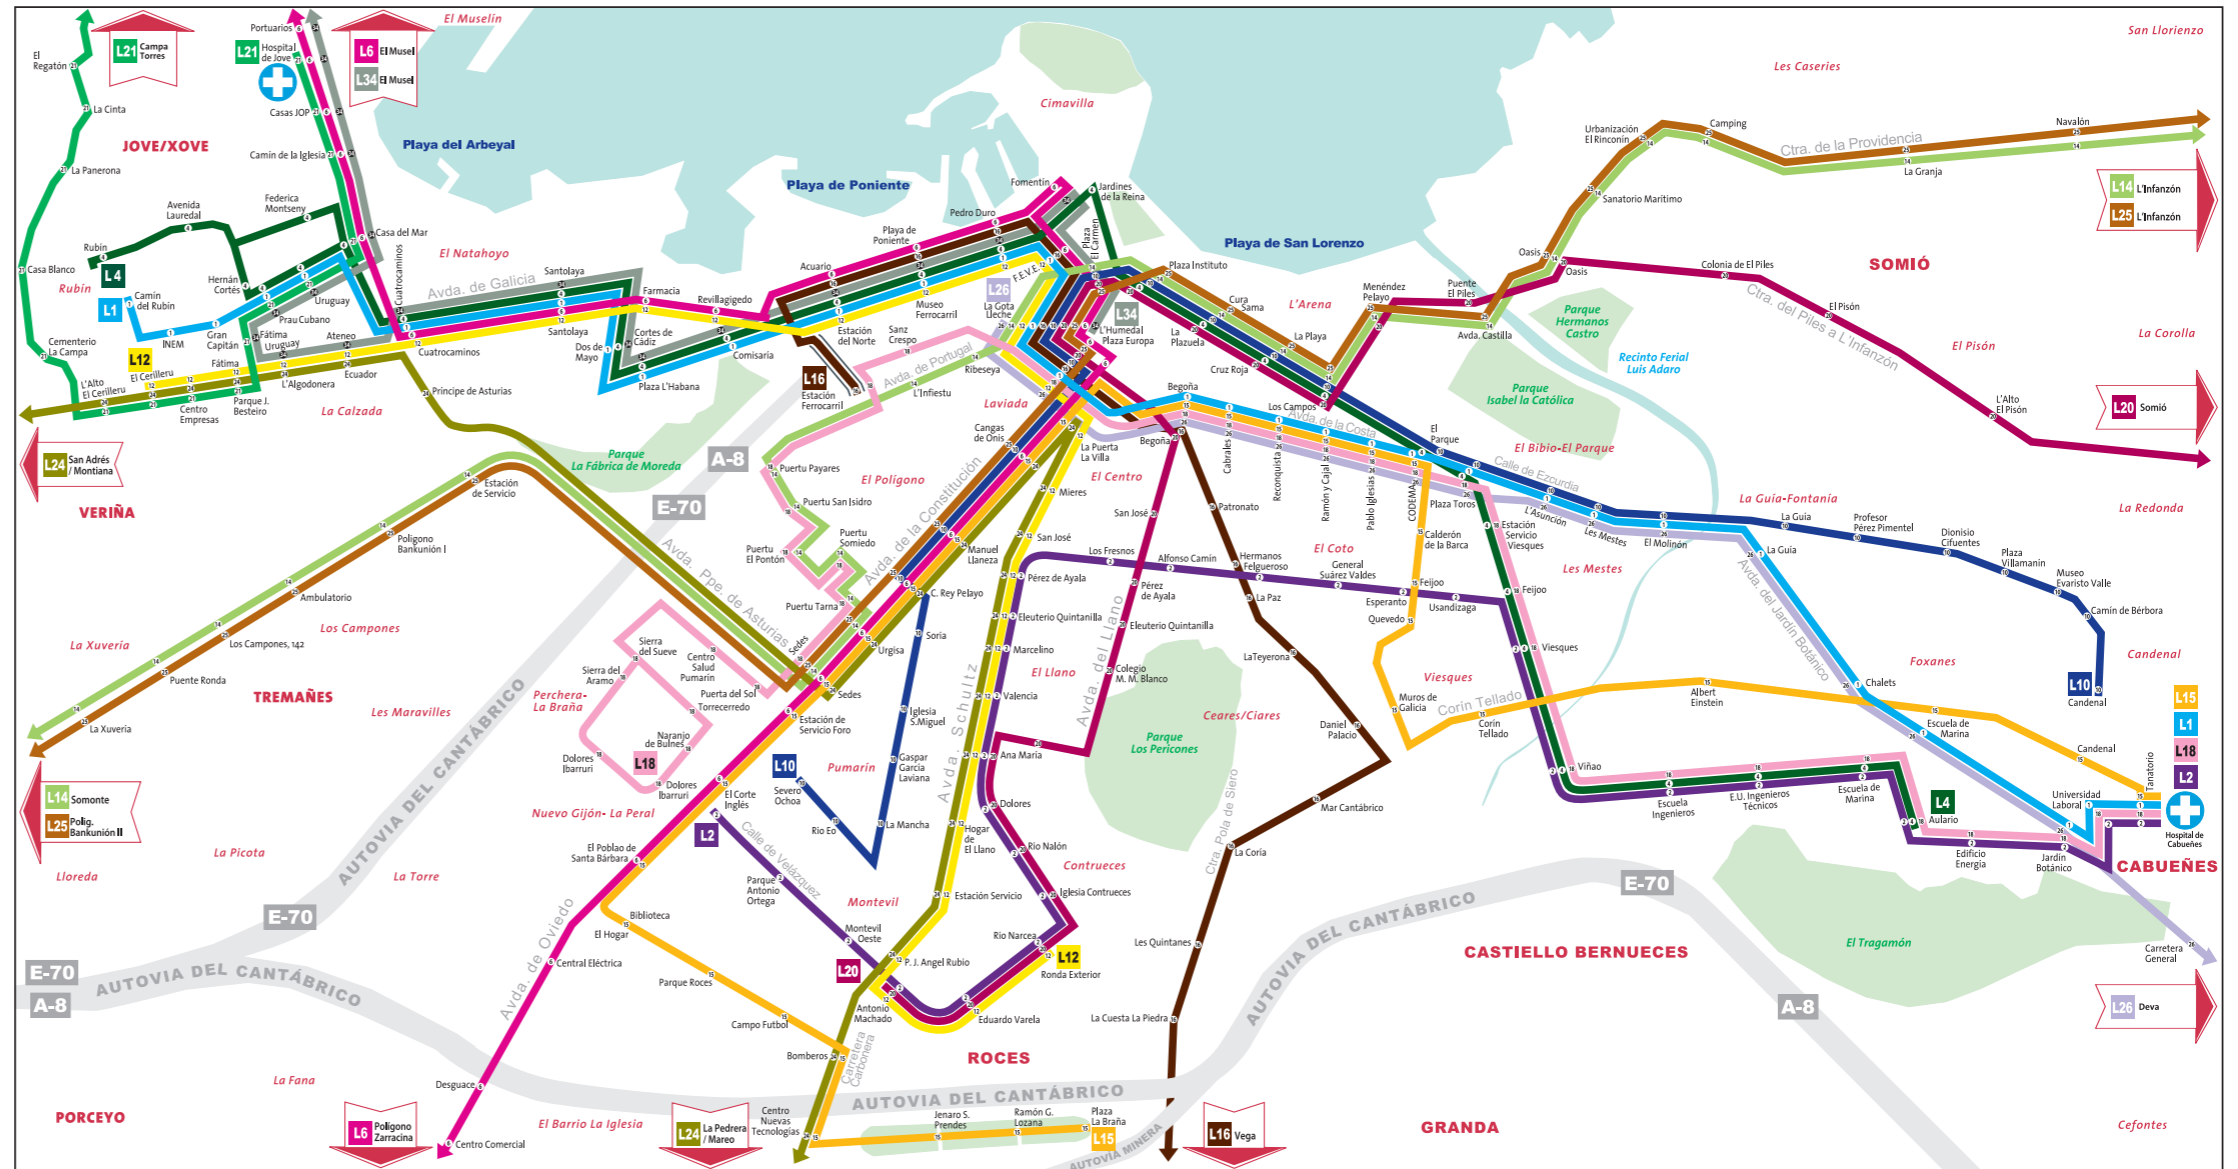 El Muselín
San Llorienzo
Les Caseries
Portuarios
L21 Campa
Torres
L21 Hospital
de Jove
L6 El Musel
L34 El Musel
El
Regatón
La Cinta
Casas JOP
Cimavilla
JOVE/XOVE
Camin de la Iglesia
Playa del Arbeyal
La Panerona
Playa de Poniente
Urbanización
El Rinconín
Camping
Ctra. de la Providencia
Navalón
La Granja
L14 L'Infanzón
L25 L'Infanzón
Avenida
Lauredal
Federica
Montseny
Fomentín
Jardines
de la Reina
Sanatorio Marítimo
Pedro Duro
Playa de
Poniente
Plaza
El Carmen
Playa de San Lorenzo
Rubín
L 4
Casa del Mar
El Natahoyo
Casa Blanco
Rubín
Hernán
Cortés
Cuatrocaminos
Avda. de Galicia
Santolaya
Acuario
F.E.V.E.
Plaza Instituto
Oasis
Oasis
Colonia de El Piles
SOMIÓ
L1
Camín
del Rubín
Uruguay
Prau Cubano
Farmacia
Revillagigedo
Museo
Ferrocarril
L26
La Gota
Lleche
L34
Cura
Sama
L'Arena
Menéndez
Pelayo
Puente
El Piles
Parque
Hermanos
Castro
Ctra. del Piles a L'Infanzón
El Pisón
El Pisón
La Corolla
INEM
Gran
Capitán
Fátima
Uruguay
Ateneo
Santolaya
Cuatrocaminos
Dos de
Mayo
Cortes de
Cádiz
Comisaría
Estación
del Norte
Sanz
Crespo
L'Humedal
Plaza Europa
La
Plazuela
La Playa
Avda. Castilla
Recinto Ferial
Luis Adaro
Cementerio
La Campa
L12
El Cerilleru
Fátima
L'Algodonera
Ecuador
Príncipe de Asturias
Plaza L'Habana
L16
Estación
Ferrocarril
Avda. de Portugal
L'Infiestu
Ribeseya
Cruz Roja
Begoña
Parque
Isabel la Católica
L'Alto
El Cerilleru
Centro
Empresas
Parque J.
Besteiro
La Calzada
Laviada
Los Campos
Avda. de la Costa
L'Alto
El Pisón
L20 Somió
L24 San Adrés
/ Montiana
VERIÑA
Parque
La Fábrica de Moreda
A-8
E-70
Cangas
de Onís
La Puerta
La Villa
Begoña
Cabrales
Reconquista
Ramón y Cajal
Pablo Iglesias
CODEMA
El
Parque
El Bibio-El Parque
Calle de Ezcurdia
Plaza Toros
L'Asunción
Les Mestes
El Molinón
La Guía-Fontania
La Guía
Profesor
Pérez Pimentel
Dionisio
Cifuentes
Plaza
Villamanín
La Redonda
Estación
de Servicio
Puertu Payares
El Polígono
El Centro
Mieres
Puertu San Isidro
Avda. de la Constitución
San José
Patronato
Polígono
Bankunión I
Avda. Ppe. de Asturias
Puertu
El Pontón
Puertu
Somiedo
Manuel
Llaneza
San José
Los Fresnos
Alfonso Camín
Hermanos
Felgueroso
El Coto
General
Suárez Valdes
Calderón
de la Barca
Estación
Servicio
Viesques
Les Mestes
La Guía
Avda. del Jardín Botánico
Museo
Evaristo Valle
Camín de Bérbora
Ambulatorio
Puertu Tarna
C. Rey Pelayo
Pérez de Ayala
Pérez
de Ayala
La Paz
Feijoo
Esperanto
Usandizaga
Feijoo
Los Campones
Los Campones, 142
La Xuvería
Sierra
del Sueve
Sedes
Urgisa
Soria
Eleuterio Quintanilla
Eleuterio Quintanilla
Quevedo
Viesques
Foxanes
Candenal
Puente Ronda
TREMAÑES
Sierra del
Aramo
Centro
Salud
Pumarín
Perchera-
La Braña
Puerta del Sol
Torrecerredo
Sedes
Marcelino
El Llano
Colegio
M. M. Blanco
Avda. del Llano
LaTeyerona
Viesques
Muros de
Galicia
Corín Tellado
Corín
Tellado
Albert
Einstein
Chalets
L10
Candenal
L15
L1
L18
L2
Les Maravilles
La Xuvería
AUTOVIA DEL CANTÁBRICO
Naranjo
de Bulnes
L18
Dolores
Ibarruri
Dolores
Ibarruri
Estación de
Servicio Foro
Iglesia
S.Miguel
Valencia
Avda. Schultz
Ana María
Parque
Los Pericones
Ceares/Ciares
Daniel
Palacio
Escuela de
Marina
Candenal
Tanatorio
L14 Somonte
L25 Polig.
Bankunión II
L10
Severo
Ochoa
Pumarín
Gaspar
García
Laviana
El Corte
Inglés
Nuevo Gijón- La Peral
L2
Calle de Velázquez
Río Eo
La Mancha
Dolores
Hogar
de
El Llano
Mar Cantábrico
Ctra. Pola de Siero
Viñao
Escuela
Ingenieros
E.U. Ingenieros
Técnicos
Escuela de
Marina
L4
Aulario
Universidad
Laboral
Hospital de
Cabueñes
La Picota
Lloreda
La Torre
El Poblao de
Santa Bárbara
Parque
Antonio
Ortega
Río Nalón
Contrueces
La Coría
Edificio
Energía
Jardín
Botánico
CABUEÑES
E-70
E-70
Avda. de Oviedo
Biblioteca
El Hogar
Montevil
Estación Servicio
Iglesia Contrueces
AUTOVIA DEL CANTÁBRICO
Montevil
Oeste
Río Narcea
Les Quintanes
CASTIELLO BERNUECES
El Tragamón
Carretera
General
E-70
A-8
AUTOVIA DEL CANTÁBRICO
Central Eléctrica
Parque Roces
L20
P. J. Angel Rubio
L12
Ronda Exterior
Campo Futbol
Antonio
Machado
Eduardo Varela
La Cuesta La Piedra
A-8
L26 Deva
Bomberos
Carretera
Carbonera
ROCES
La Fana
Desguace
AUTOVIA DEL CANTÁBRICO
PORCEYO
L6 Polígono
Zarracina
Centro Comercial
El Barrio La Iglesia
L24 La Pedrera
/ Mareo
Centro
Nuevas
Tecnologías
Jenaro S.
Prendes
Ramón G.
Lozana
Plaza
La Braña
L15
AUTOVIA MINERA
L16 Vega
GRANDA
Cefontes